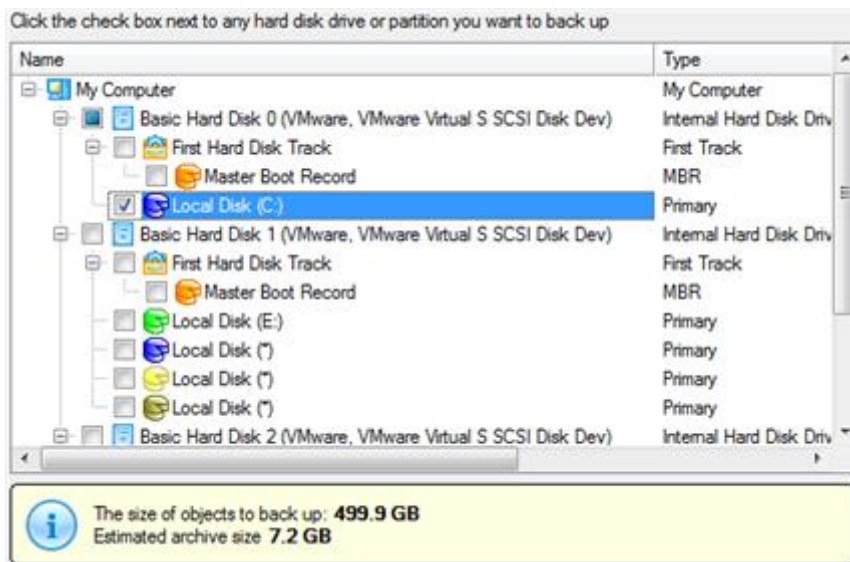 Click the check box next to any hard disk drive or partition you want to back up
Name Type
My Computer My Computer
Basic Hard Disk 0 (VMware, VMware Virtual S SCSI Disk Dev) Internal Hard Disk Driv
First Hard Disk Track First Track
Master Boot Record MBR
Local Disk (C:) Primary
Basic Hard Disk 1 (VMware, VMware Virtual S SCSI Disk Dev) Internal Hard Disk Driv
First Hard Disk Track First Track
Master Boot Record MBR
Local Disk (E:) Primary
Local Disk (*) Primary
Local Disk (*) Primary
Local Disk (*) Primary
Basic Hard Disk 2 (VMware, VMware Virtual S SCSI Disk Dev) Internal Hard Disk Driv
The size of objects to back up: 499.9 GB
Estimated archive size 7.2 GB